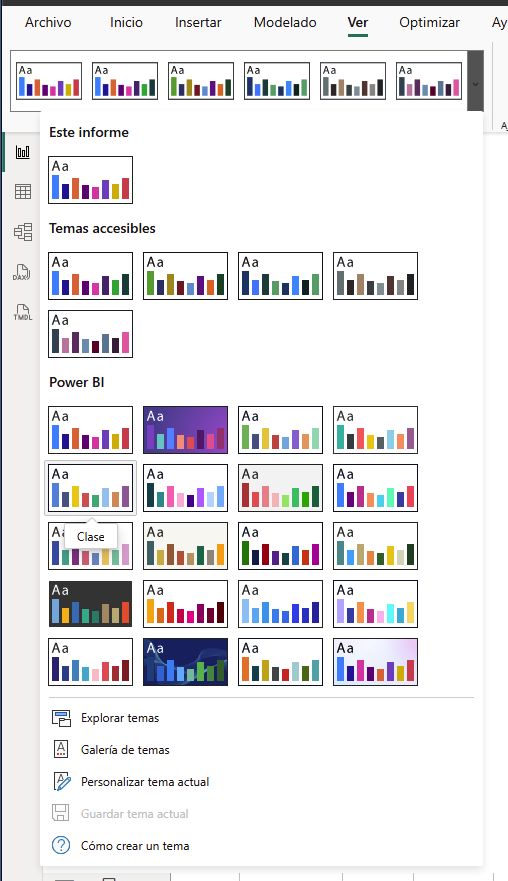 Archivo Inicio Insertar Modelado Ver Optimizar Ay
Aa Aa Aa Aa Aa Aa
Este informe
Aa
Temas accesibles
Aa Aa Aa Aa
Aa
DAX
TMDL
Power BI
Aa Aa Aa Aa
Aa Aa Aa Aa
Clase
Aa Aa Aa Aa
Aa Aa Aa Aa
Aa Aa Aa Aa
Explorar temas
Galería de temas
Personalizar tema actual
Guardar tema actual
Cómo crear un tema